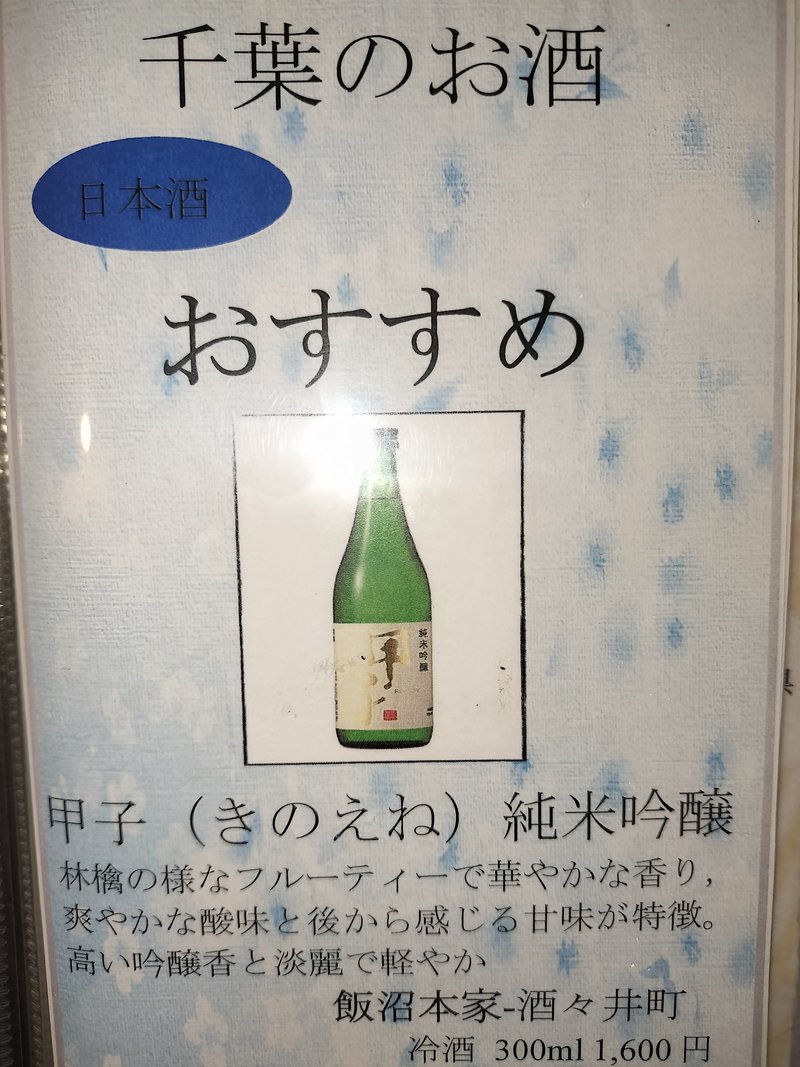 千葉のお酒
日本酒
おすすめ
純米吟醸
甲子（きのえね）純米吟醸
林檎の様なフルーティーで華やかな香り，
爽やかな酸味と後から感じる甘味が特徴。
高い吟醸香と淡麗で軽やか
飯沼本家-酒々井町
冷酒 300ml 1,600 円